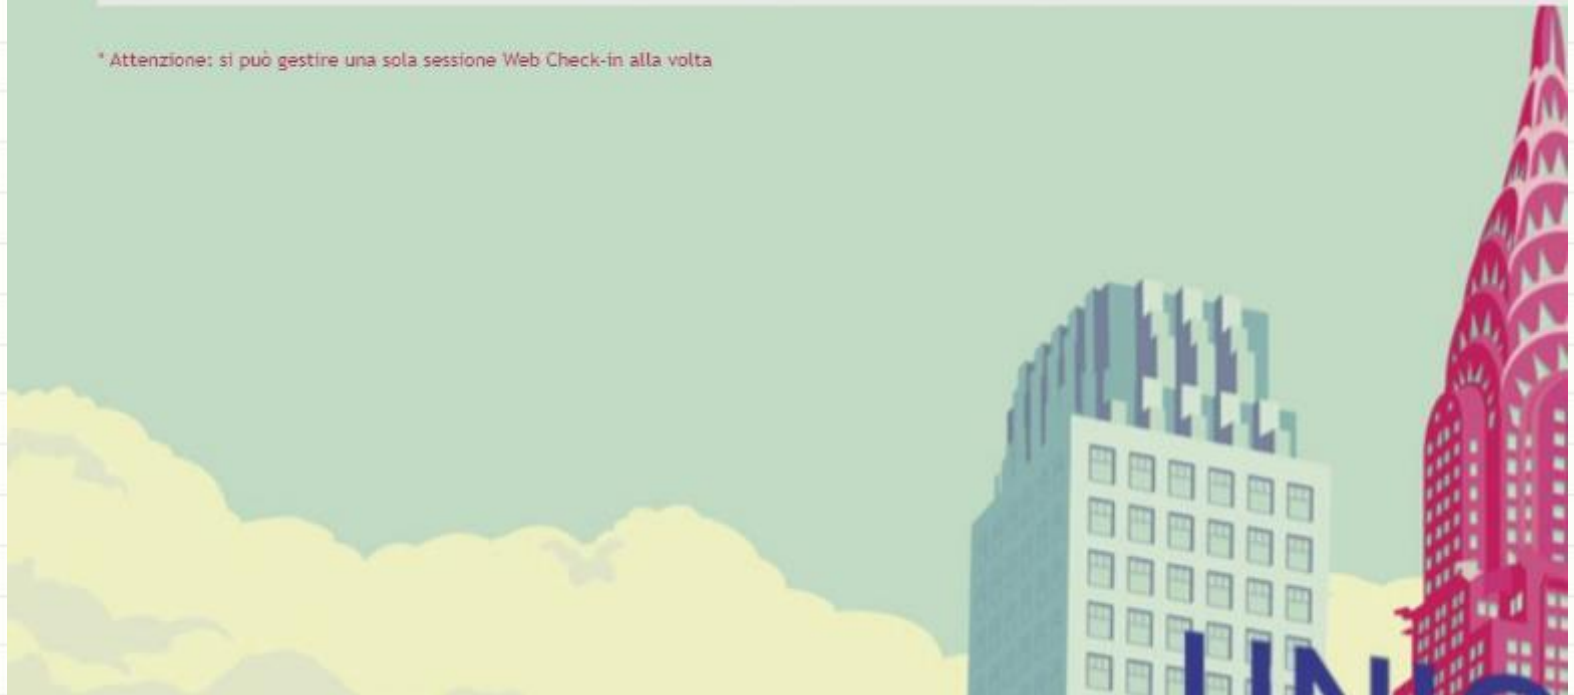 * Attenzione: si può gestire una sola sessione Web Check-in alla volta